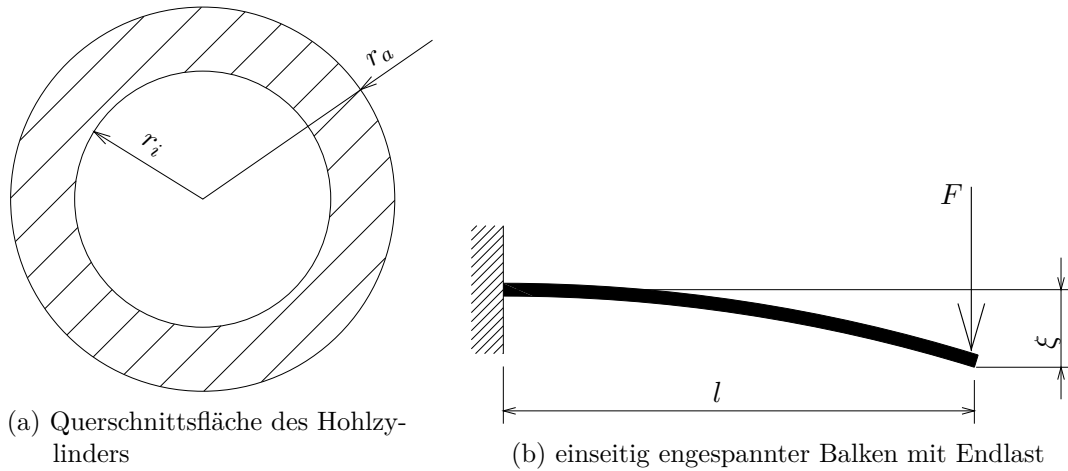 r_a
r_i
F
ξ
l
(a) Querschnittsfläche des Hohlzy-
linders
(b) einseitig engespannter Balken mit Endlast